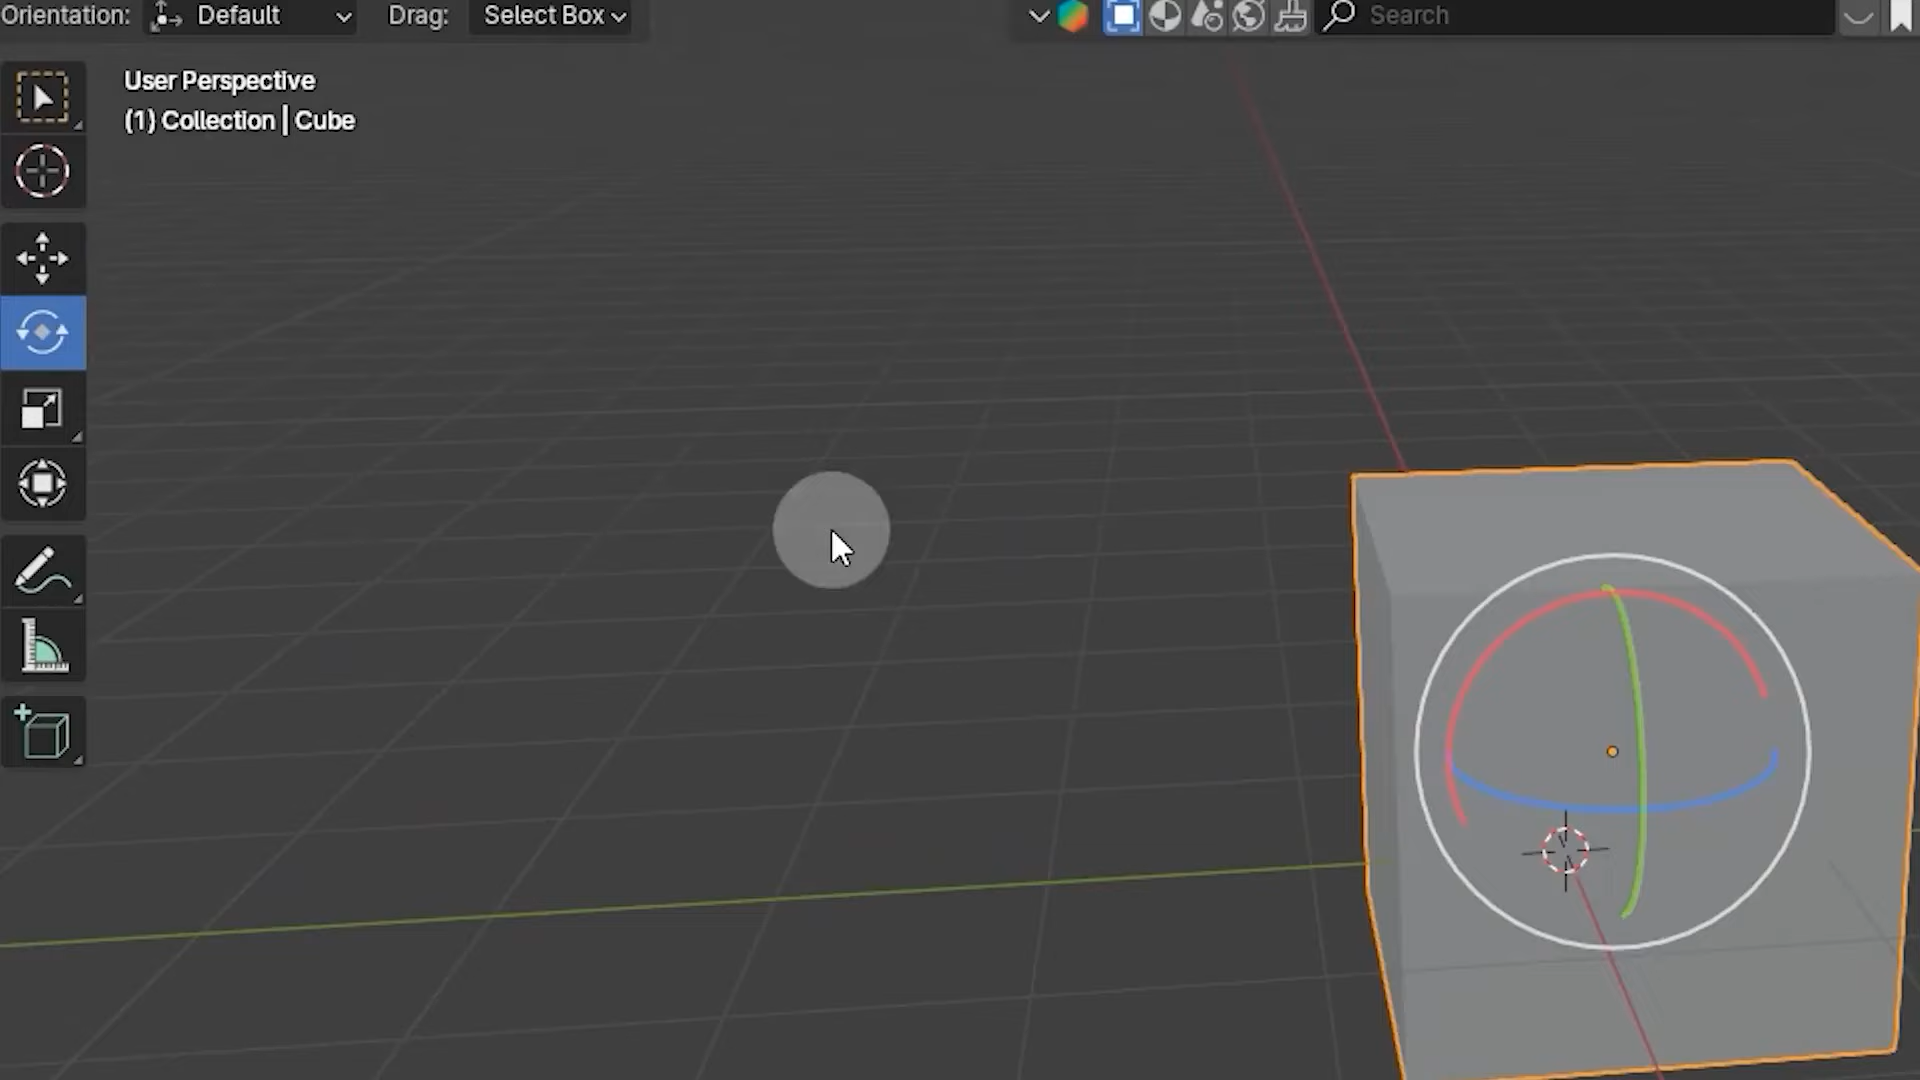 Orientation: Default Drag: Select Box Search
User Perspective
(1) Collection | Cube